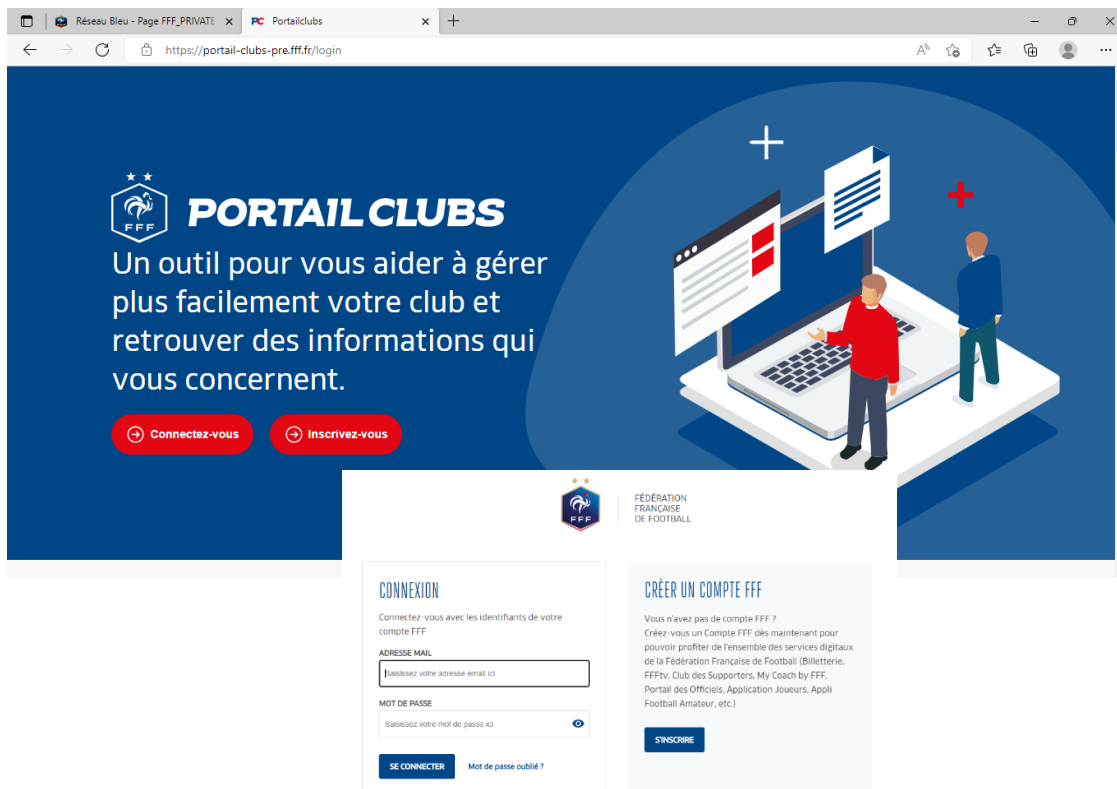 Réseau Bleu - Page FFF_PRIVATE
PC Portailclubs
https://portail-clubs-pre.fff.fr/login
FFF
PORTAIL CLUBS
Un outil pour vous aider à gérer
plus facilement votre club et
retrouver des informations qui
vous concernent.
Connectez-vous
Inscrivez-vous
FFF
FÉDÉRATION
FRANÇAISE
DE FOOTBALL
CONNEXION
Connectez-vous avec les identifiants de votre
compte FFF
ADRESSE MAIL
Saisissez votre adresse email ici
MOT DE PASSE
Saisissez votre mot de passe ici
SE CONNECTER
Mot de passe oublié ?
CRÉER UN COMPTE FFF
Vous n'avez pas de compte FFF ?
Créez-vous un Compte FFF dès maintenant pour
pouvoir profiter de l'ensemble des services digitaux
de la Fédération Française de Football (Billetterie,
FFFtv, Club des Supporters, My Coach by FFF,
Portail des Officiels, Application Joueurs, Appli
Football Amateur, etc.)
S'INSCRIRE